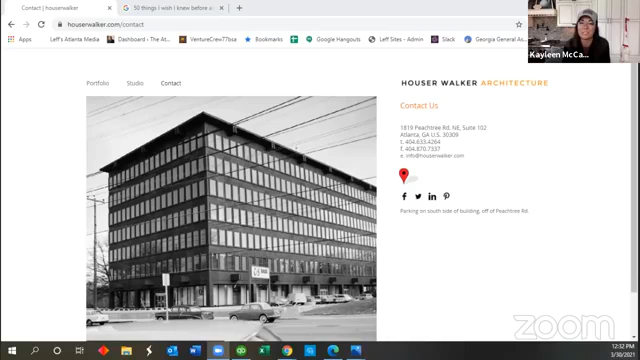 Contact | houserwalker
50 things I wish I knew before a
houserwalker.com/contact
Apps
Leff's Atlanta Media
Dashboard ‹ The At...
VentureCrew77bsa
Bookmarks
Google Hangouts
Leff Sites – Admin
Slack
Georgia General As
Kayleen McCa...
Portfolio
Studio
Contact
HOUSER WALKER ARCHITECTURE
Contact Us
1819 Peachtree Rd, NE, Suite 102
Atlanta, GA U.S. 30309
t. 404.633.4264
f. 404.870.7337
e. info@houserwalker.com
Parking on south side of building, off of Peachtree Rd.
zoom
12:32 PM
3/30/2021